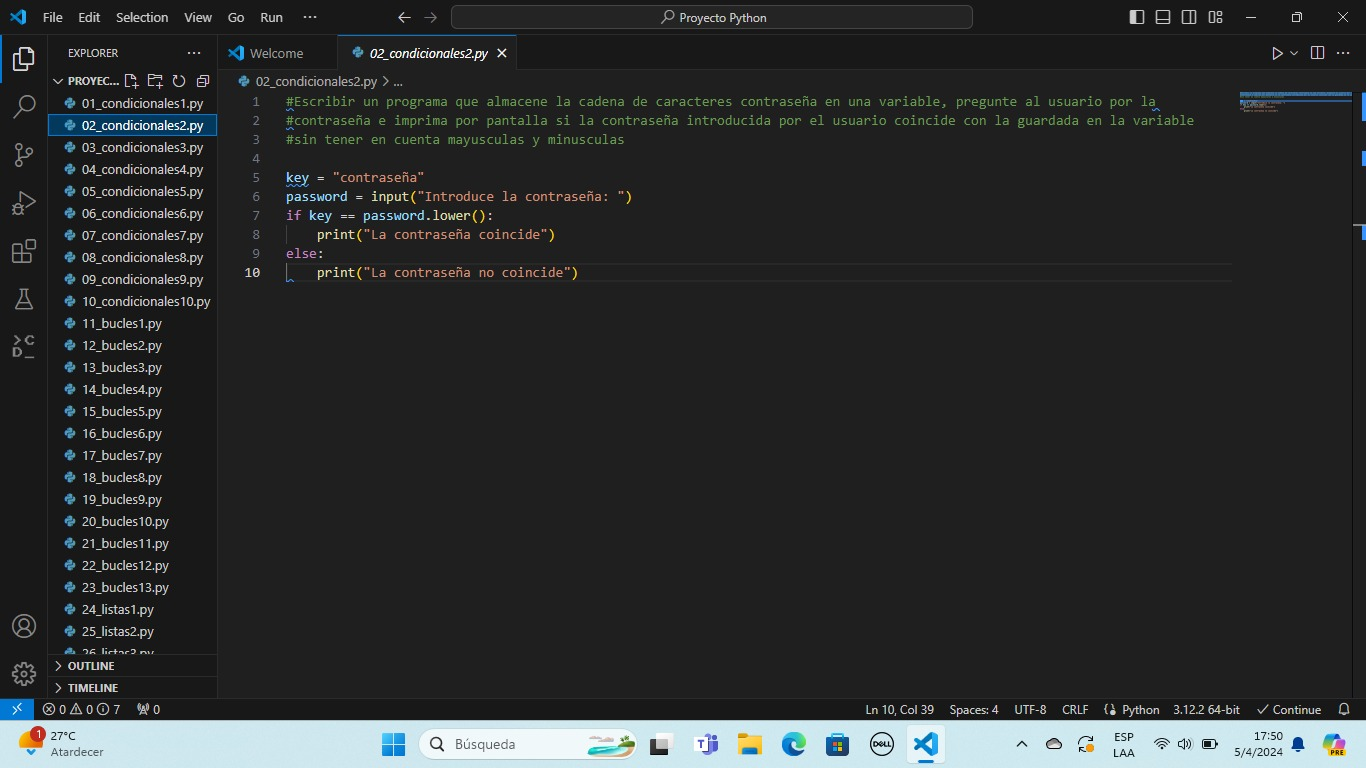 File Edit Selection View Go Run ···
Proyecto Python
EXPLORER
Welcome
02_condicionales2.py
PROYEC...
02_condicionales2.py > ...
01_condicionales1.py
02_condicionales2.py
03_condicionales3.py
04_condicionales4.py
05_condicionales5.py
06_condicionales6.py
07_condicionales7.py
08_condicionales8.py
09_condicionales9.py
10_condicionales10.py
11_bucles1.py
12_bucles2.py
13_bucles3.py
14_bucles4.py
15_bucles5.py
16_bucles6.py
17_bucles7.py
18_bucles8.py
19_bucles9.py
20_bucles10.py
21_bucles11.py
22_bucles12.py
23_bucles13.py
24_listas1.py
25_listas2.py
26_listas3.py
OUTLINE
TIMELINE
1 #Escribir un programa que almacene la cadena de caracteres contraseña en una variable, pregunte al usuario por la
2 #contraseña e imprima por pantalla si la contraseña introducida por el usuario coincide con la guardada en la variable
3 #sin tener en cuenta mayusculas y minusculas
4
5 key = "contraseña"
6 password = input("Introduce la contraseña: ")
7 if key == password.lower():
8     print("La contraseña coincide")
9 else:
10     print("La contraseña no coincide")
0 0 7 0
Ln 10, Col 39 Spaces: 4 UTF-8 CRLF Python 3.12.2 64-bit Continue
1
27°C
Atardecer
Búsqueda
DELL
ESP
LAA
17:50
5/4/2024
PRE